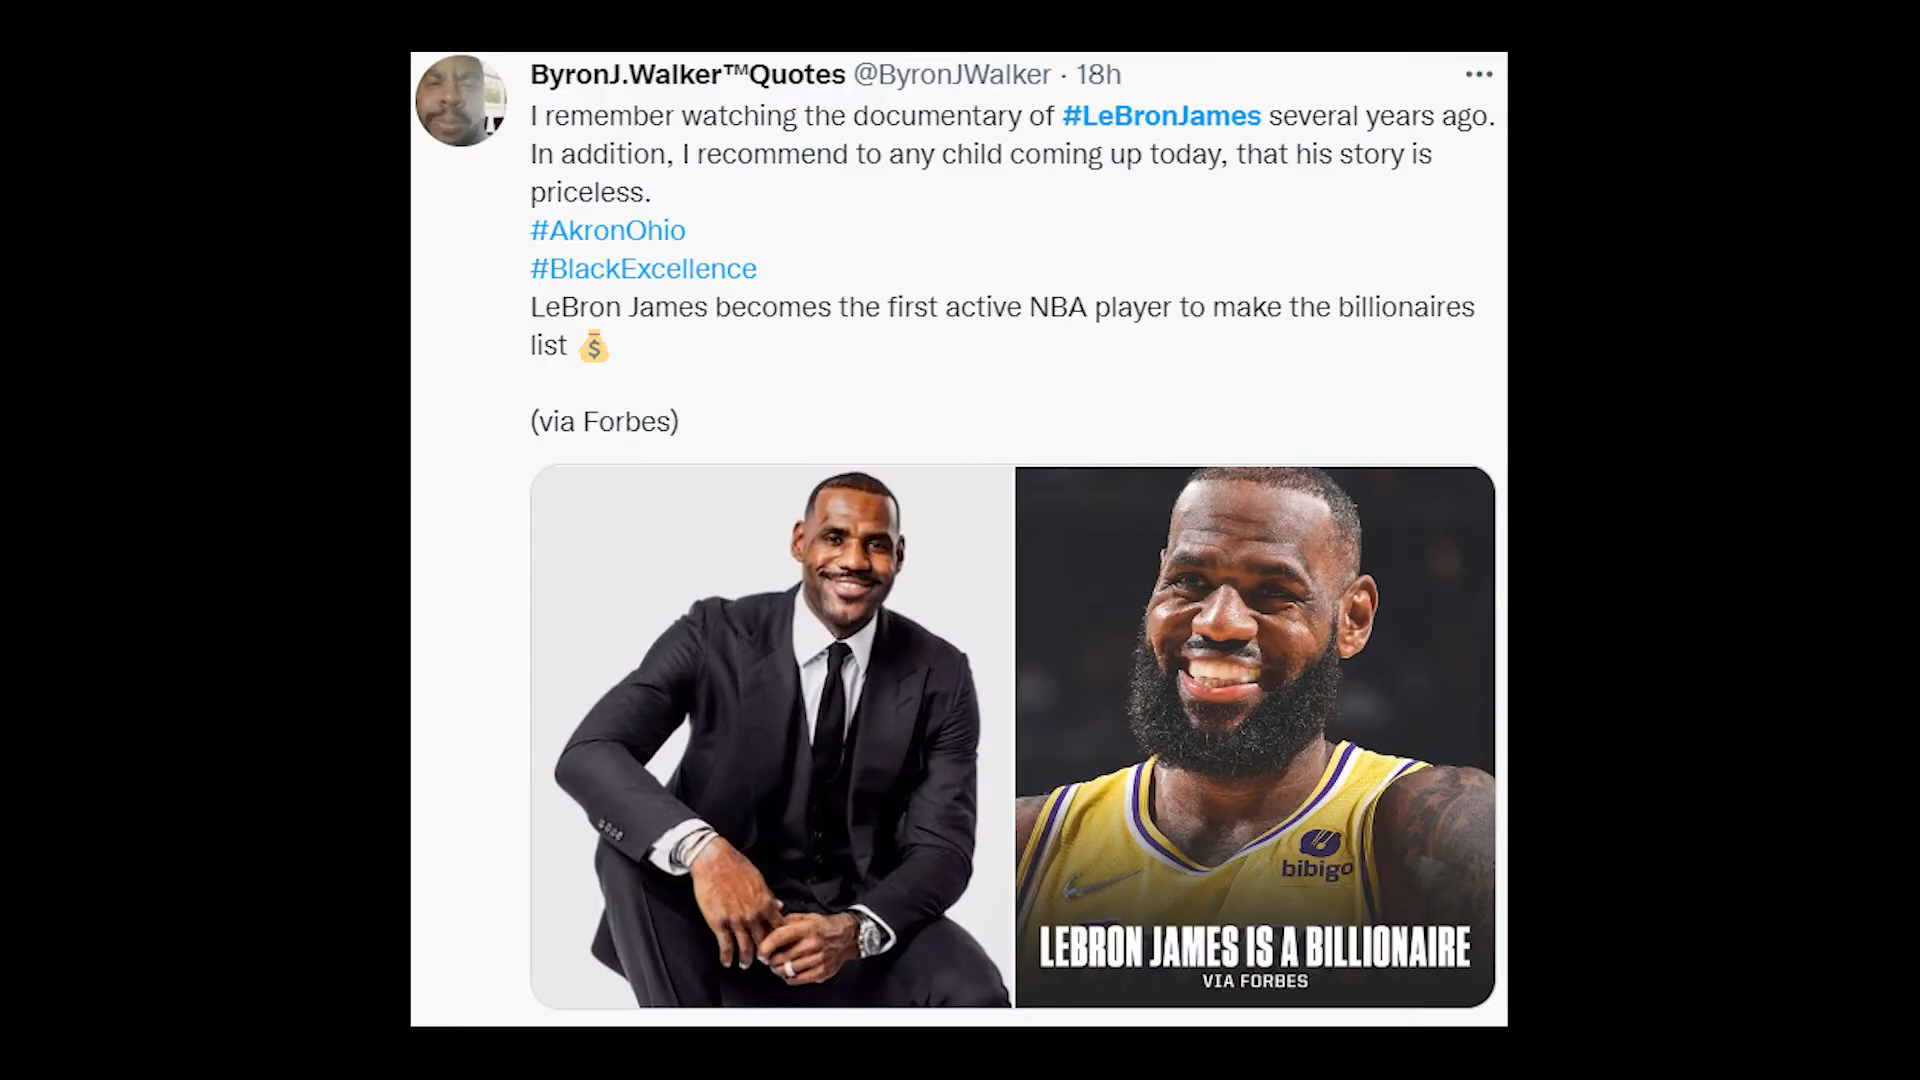 ByronJ.Walker™Quotes @ByronJWalker · 18h
I remember watching the documentary of #LeBronJames several years ago.
In addition, I recommend to any child coming up today, that his story is
priceless.
#AkronOhio
#BlackExcellence
LeBron James becomes the first active NBA player to make the billionaires
list 💰
(via Forbes)
bibigo
LEBRON JAMES IS A BILLIONAIRE
VIA FORBES